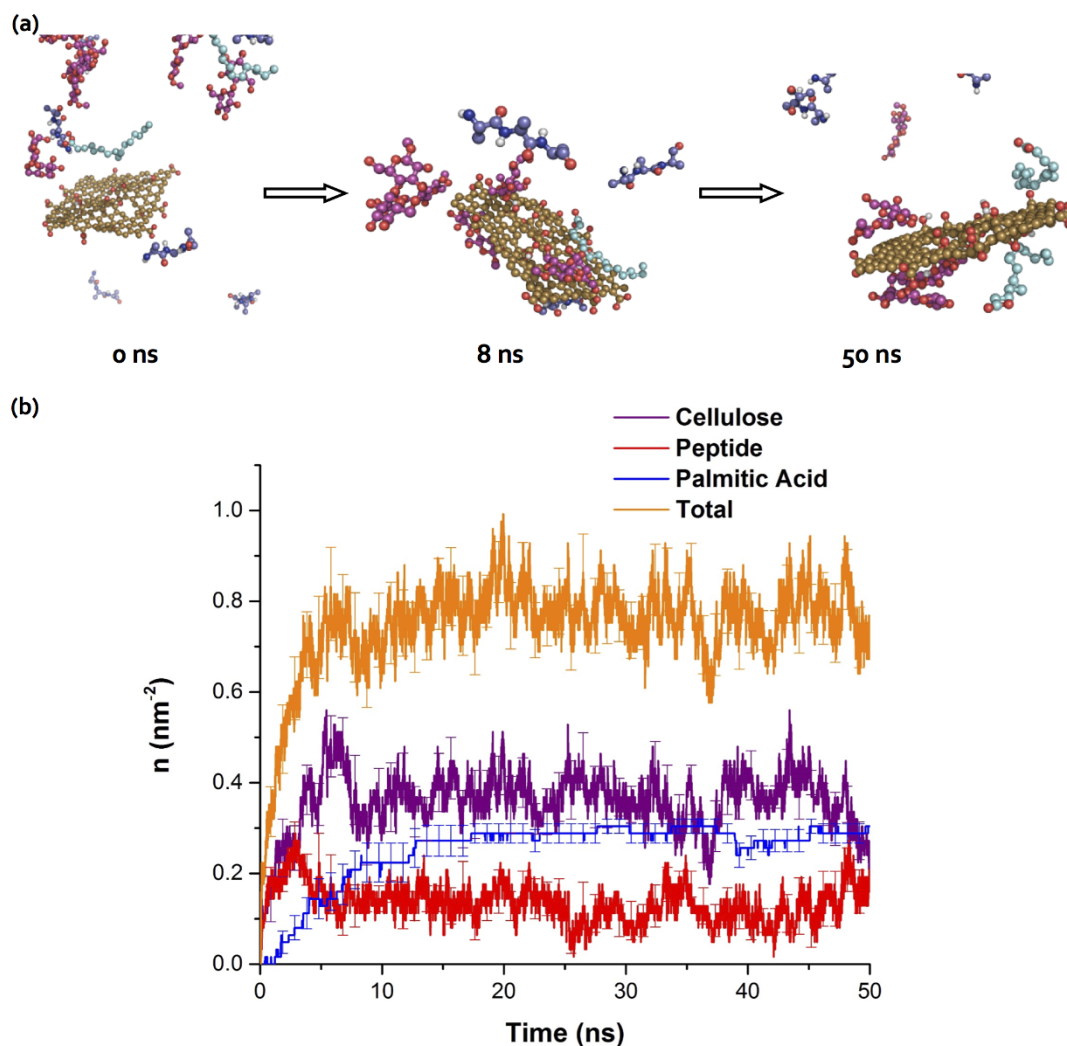 (a)
0 ns
8 ns
50 ns
(b)
Cellulose
Peptide
Palmitic Acid
Total
1.0
0.8
0.6
0.4
0.2
0.0
n (nm⁻²)
0
10
20
30
40
50
Time (ns)